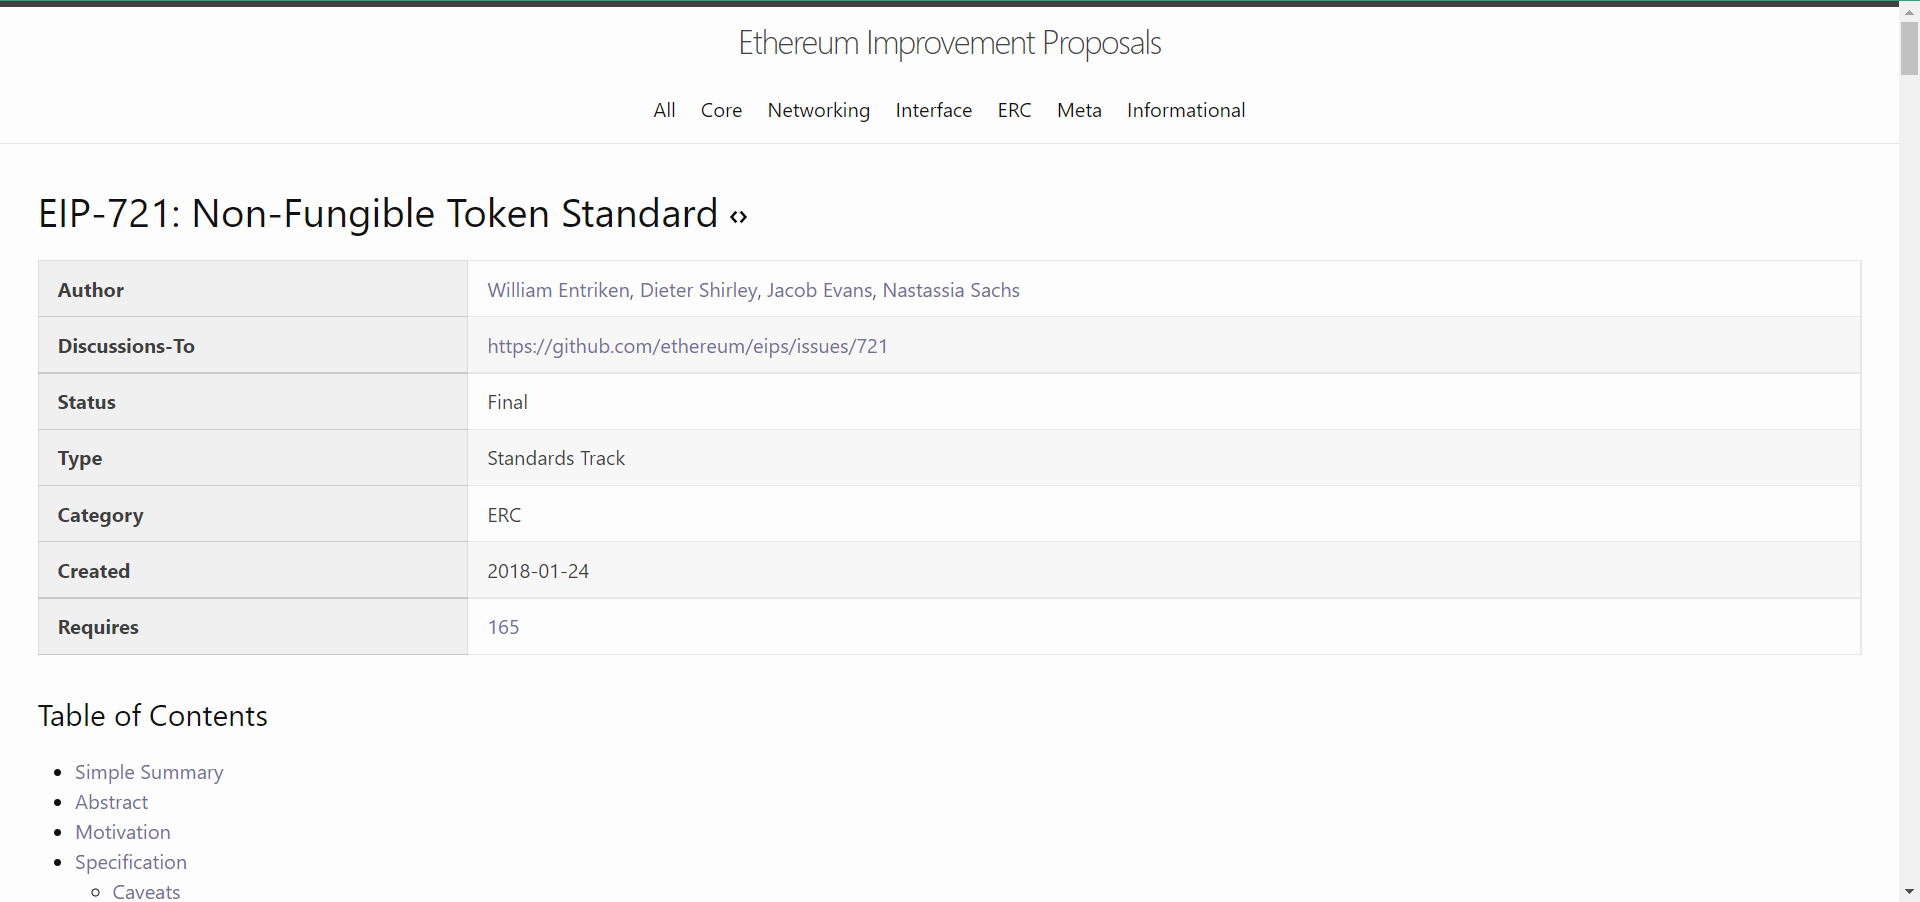 Ethereum Improvement Proposals
All Core Networking Interface ERC Meta Informational
EIP-721: Non-Fungible Token Standard <>
Author William Entriken, Dieter Shirley, Jacob Evans, Nastassia Sachs
Discussions-To https://github.com/ethereum/eips/issues/721
Status Final
Type Standards Track
Category ERC
Created 2018-01-24
Requires 165
Table of Contents
Simple Summary
Abstract
Motivation
Specification
Caveats